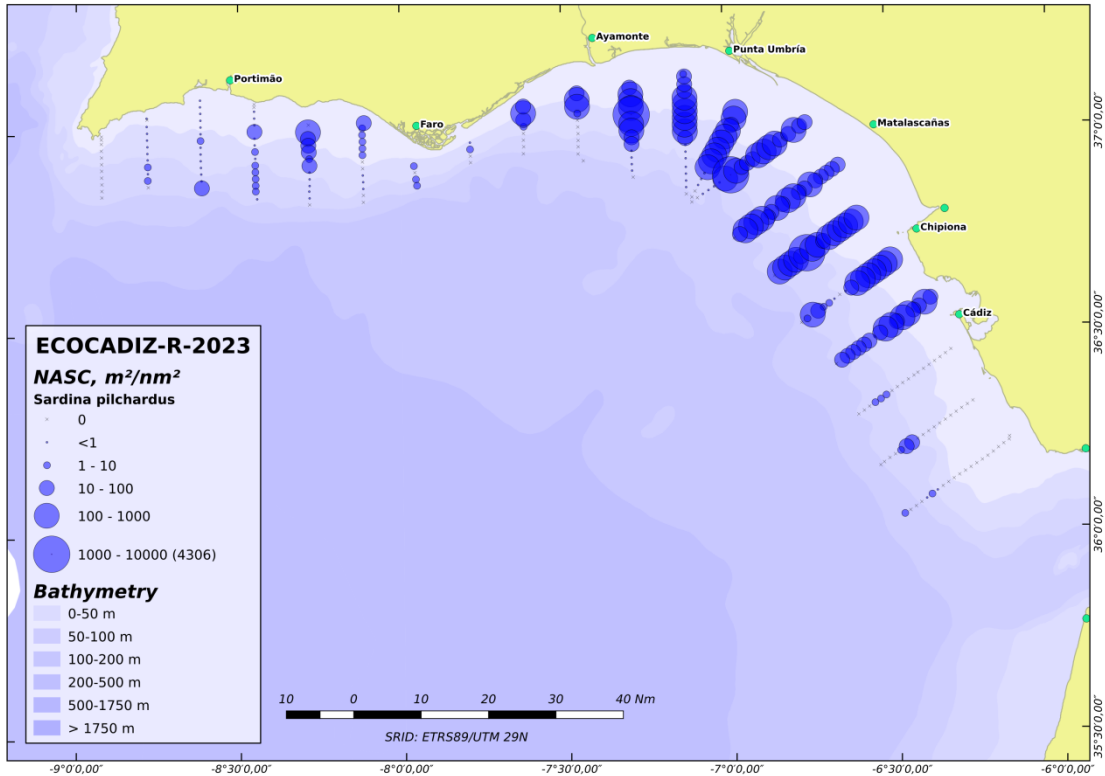 Ayamonte
Punta Umbría
Portimão
Faro
Matalascañas
Chipiona
Cádiz
37°0'0,00"
36°30'0,00"
36°0'0,00"
35°30'0,00"
ECOCADIZ-R-2023
NASC, m²/nm²
Sardina pilchardus
0
<1
1 - 10
10 - 100
100 - 1000
1000 - 10000 (4306)
Bathymetry
0-50 m
50-100 m
100-200 m
200-500 m
500-1750 m
> 1750 m
10 0 10 20 30 40 Nm
SRID: ETRS89/UTM 29N
-9°0'0,00" -8°30'0,00" -8°0'0,00" -7°30'0,00" -7°0'0,00" -6°30'0,00" -6°0'0,00"